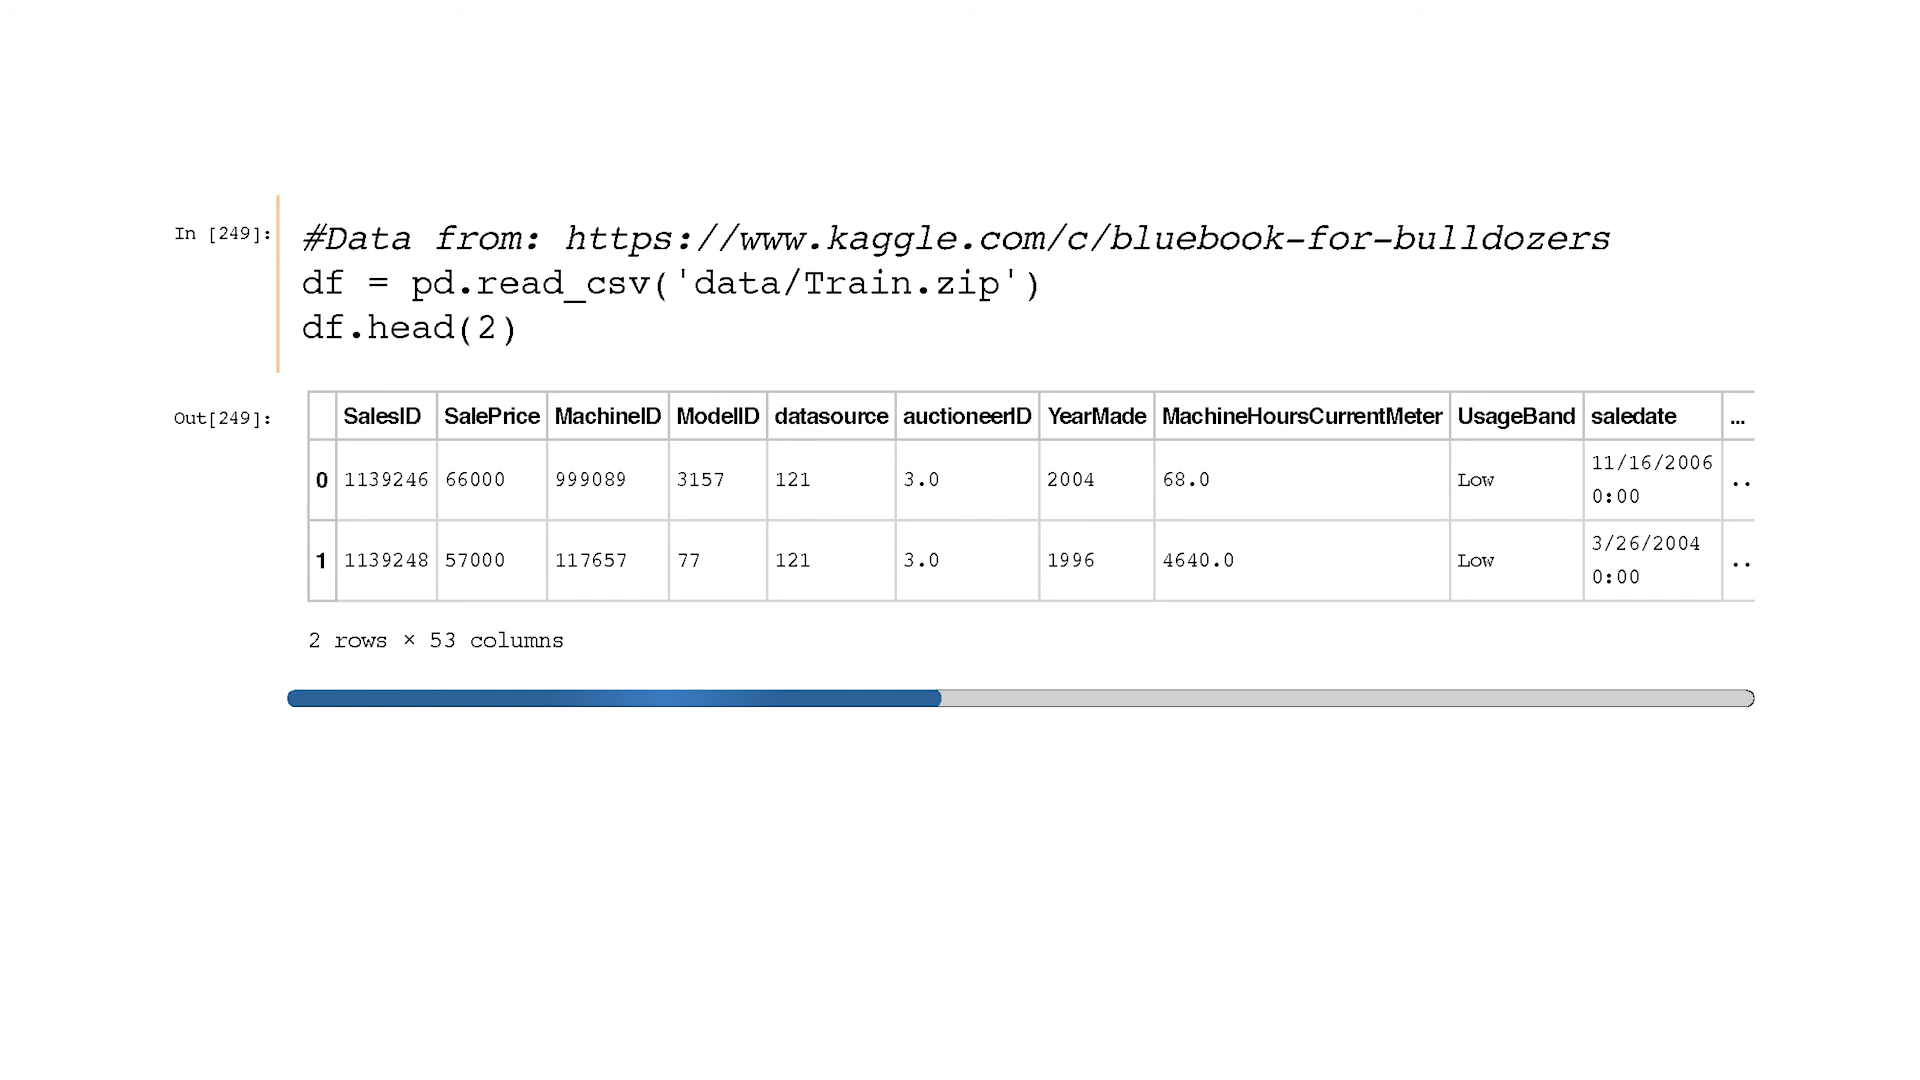 In [249]:
#Data from: https://www.kaggle.com/c/bluebook-for-bulldozers
df = pd.read_csv('data/Train.zip')
df.head(2)
Out[249]:
SalesID SalePrice MachineID ModelID datasource auctioneerID YearMade MachineHoursCurrentMeter UsageBand saledate ...
0 1139246 66000 999089 3157 121 3.0 2004 68.0 Low 11/16/2006 0:00 ..
1 1139248 57000 117657 77 121 3.0 1996 4640.0 Low 3/26/2004 0:00 ..
2 rows × 53 columns